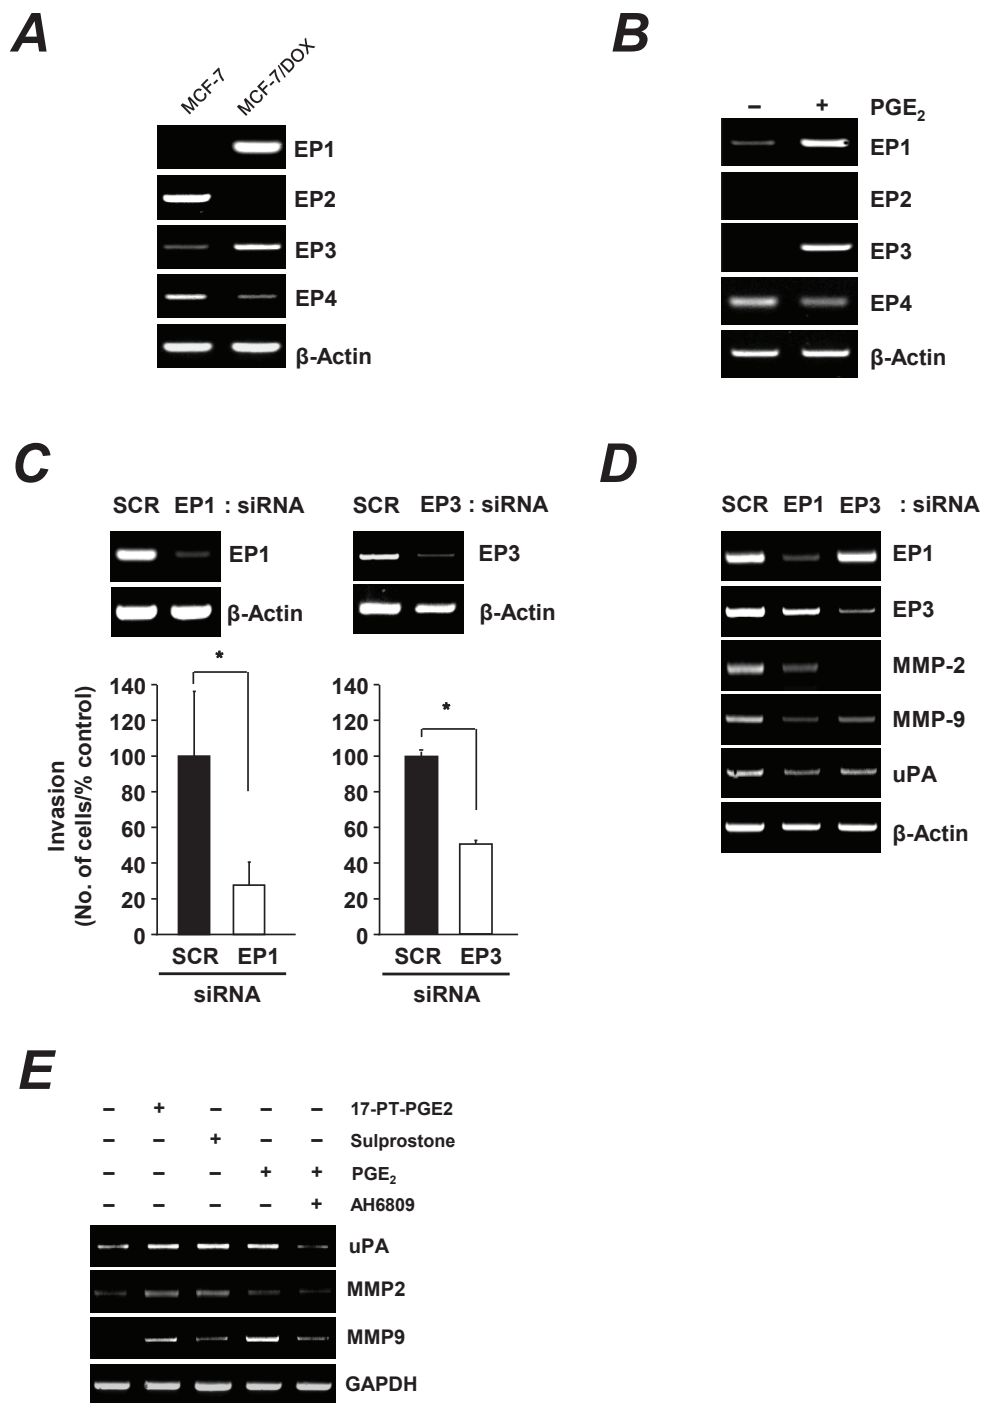 A
MCF-7 MCF-7/DOX
EP1
EP2
EP3
EP4
β-Actin
B
– + PGE2
EP1
EP2
EP3
EP4
β-Actin
C
SCR EP1 : siRNA
EP1
β-Actin
SCR EP3 : siRNA
EP3
β-Actin
Invasion
(No. of cells/% control)
*
140
120
100
80
60
40
20
0
SCR EP1
siRNA
*
140
120
100
80
60
40
20
0
SCR EP3
siRNA
D
SCR EP1 EP3 : siRNA
EP1
EP3
MMP-2
MMP-9
uPA
β-Actin
E
– + – – – 17-PT-PGE2
– – + – – Sulprostone
– – – + + PGE2
– – – – + AH6809
uPA
MMP2
MMP9
GAPDH